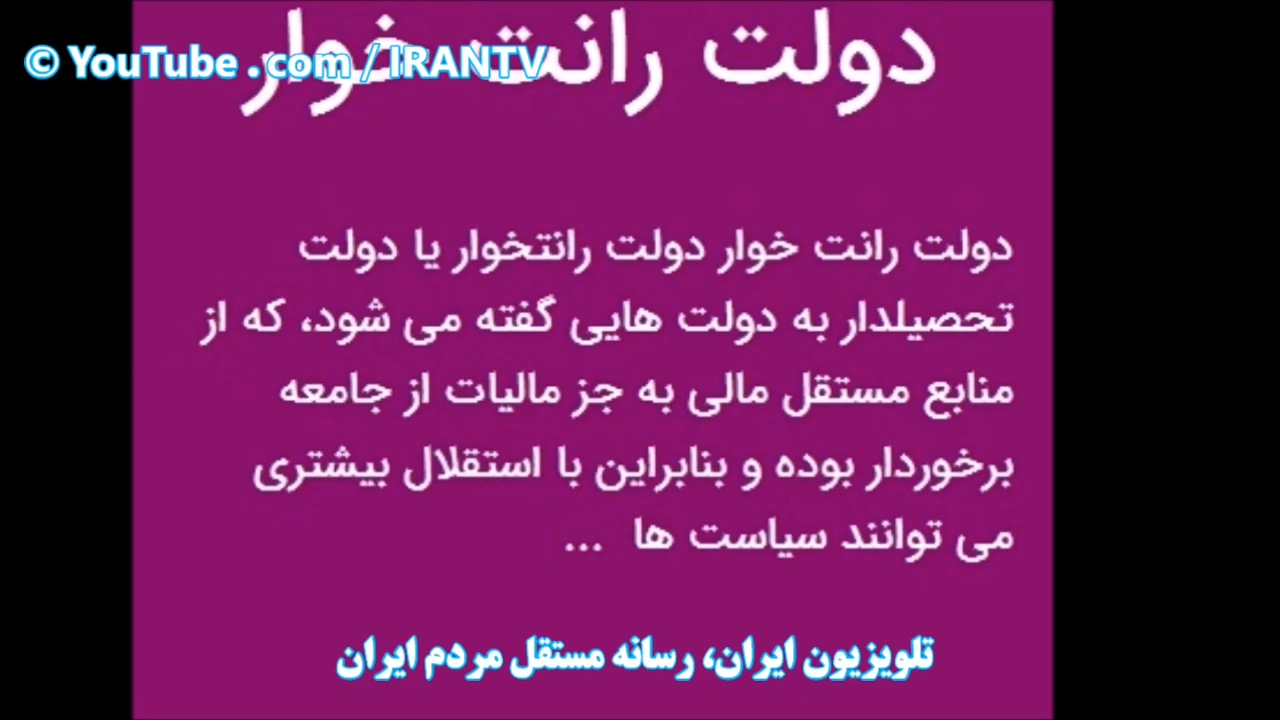 دولت رانت خوار
© YouTube . com / IRANTV
دولت رانت خوار دولت رانتخوار یا دولت
تحصیلدار به دولت هایی گفته می شود، که از
منابع مستقل مالی به جز مالیات از جامعه
برخوردار بوده و بنابراین با استقلال بیشتری
می توانند سیاست ها ...
تلویزیون ایران، رسانه مستقل مردم ایران